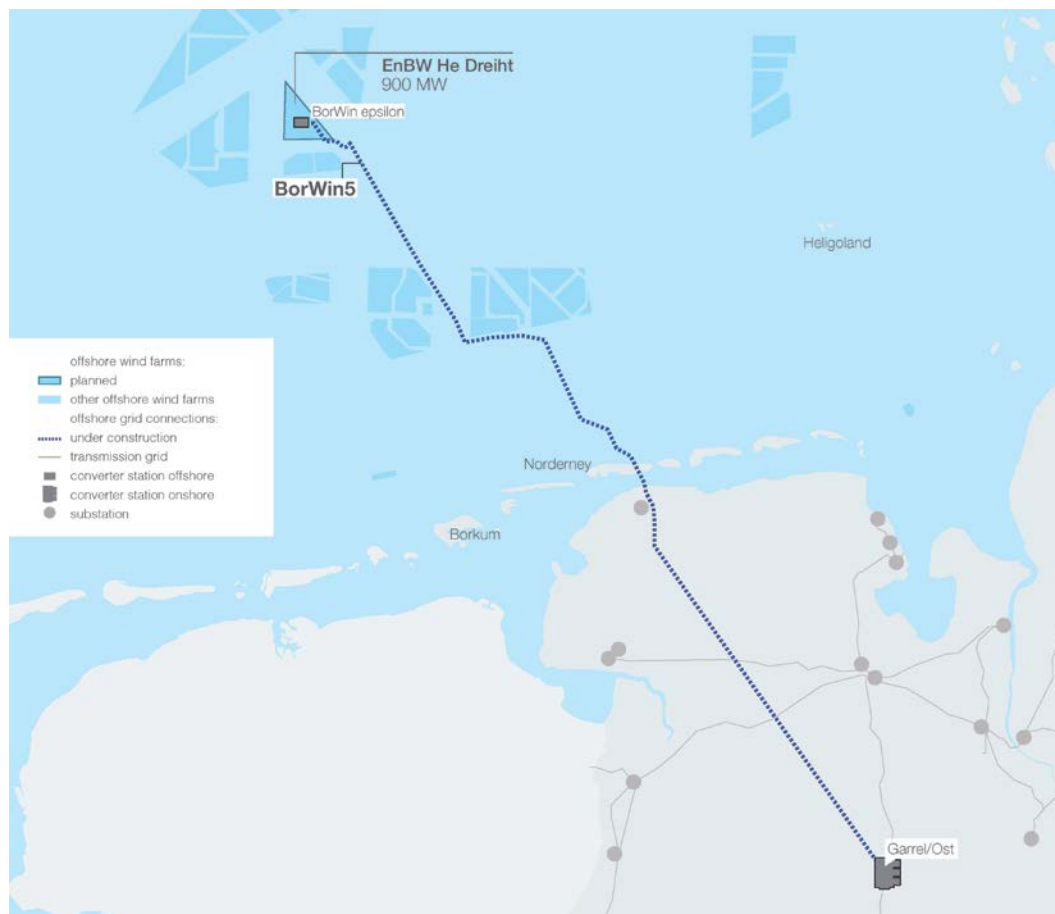 EnBW He Dreiht
900 MW
BorWin epsilon
BorWin5
Heligoland
offshore wind farms:
planned
other offshore wind farms
offshore grid connections:
under construction
transmission grid
converter station offshore
converter station onshore
substation
Norderney
Borkum
Garrel/Ost